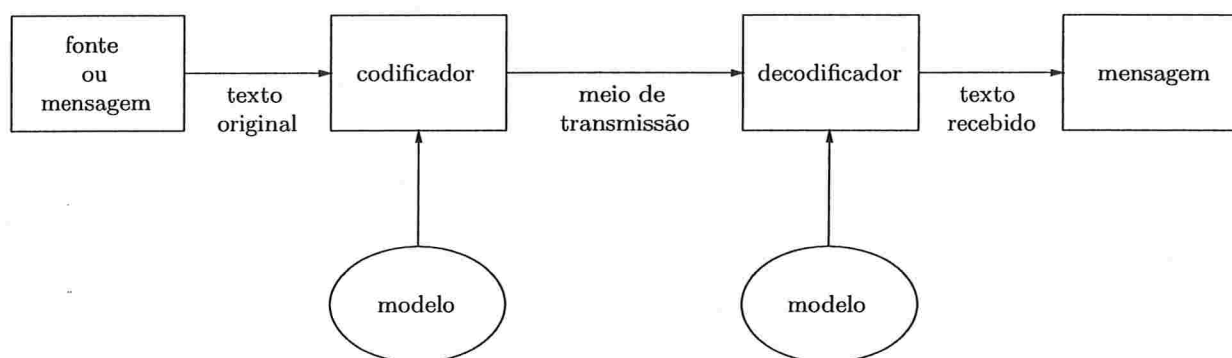 fonte
ou
mensagem
texto
original
codificador
meio de
transmissão
decodificador
texto
recebido
mensagem
modelo
modelo